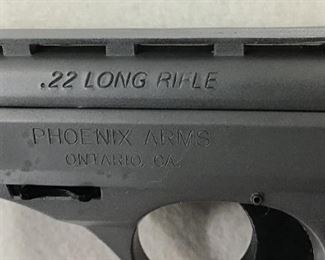 .22 LONG RIFLE
PHOENIX ARMS
ONTARIO, CA